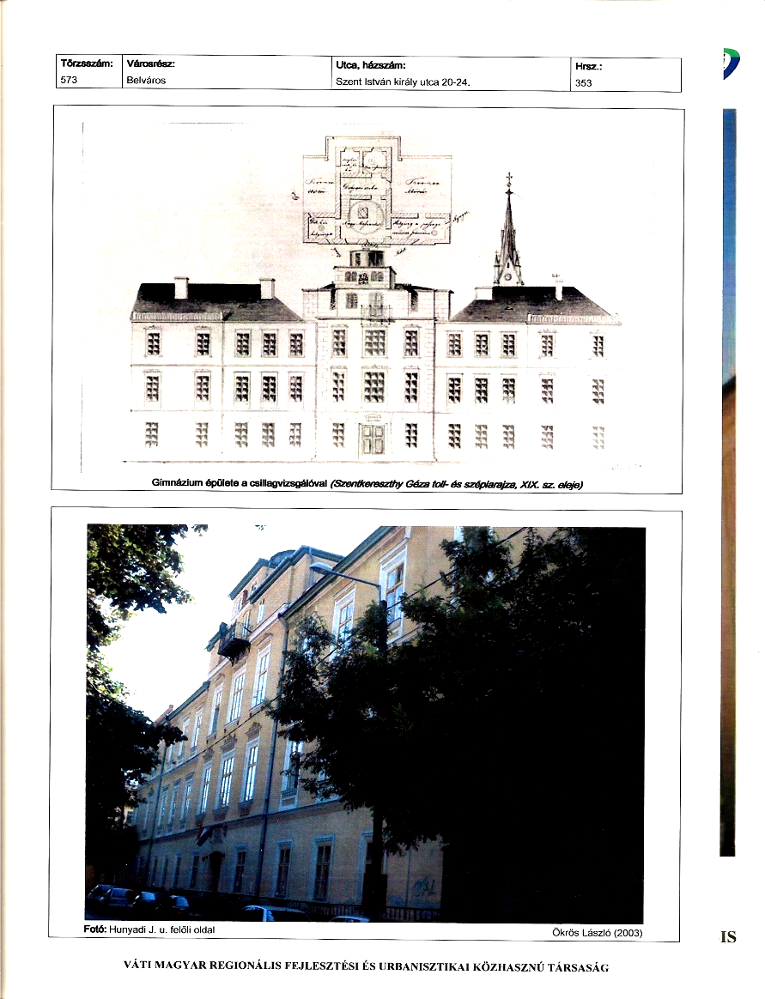 Törzsszám: Városrész: Utca, házszám: Hrsz.:
573 Belváros Szent István király utca 20-24. 353
Gimnázium épülete a csillagvizsgálóval (Szentkereszthy Géza toll- és szépiarajza, XIX. sz. eleje)
Fotó: Hunyadi J. u. felőli oldal Ökrös László (2003)
IS
VÁTI MAGYAR REGIONÁLIS FEJLESZTÉSI ÉS URBANISZTIKAI KÖZHASZNÚ TÁRSASÁG